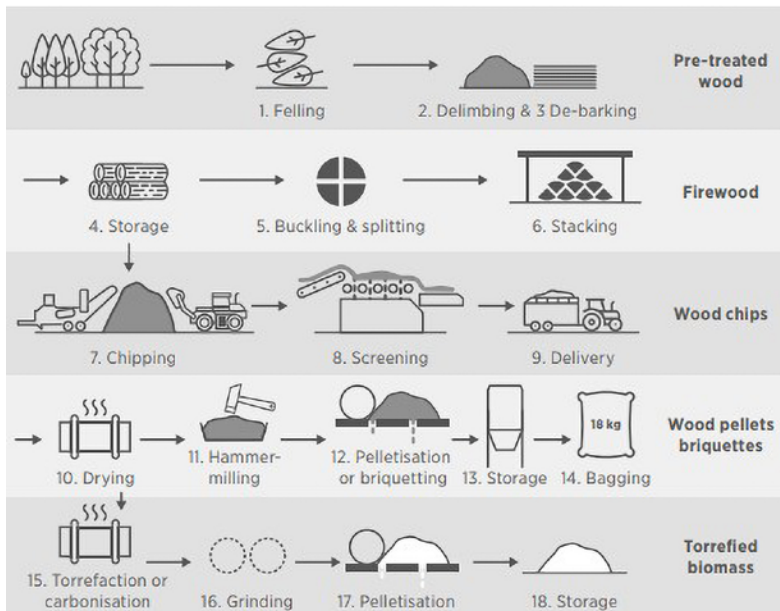 Pre-treated
wood
1. Felling
2. Delimbing & 3 De-barking
4. Storage
5. Buckling & splitting
6. Stacking
Firewood
7. Chipping
8. Screening
9. Delivery
Wood chips
18 kg
10. Drying
11. Hammer-
milling
12. Pelletisation
or briquetting
13. Storage
14. Bagging
Wood pellets
briquettes
15. Torrefaction or
carbonisation
16. Grinding
17. Pelletisation
18. Storage
Torrefied
biomass